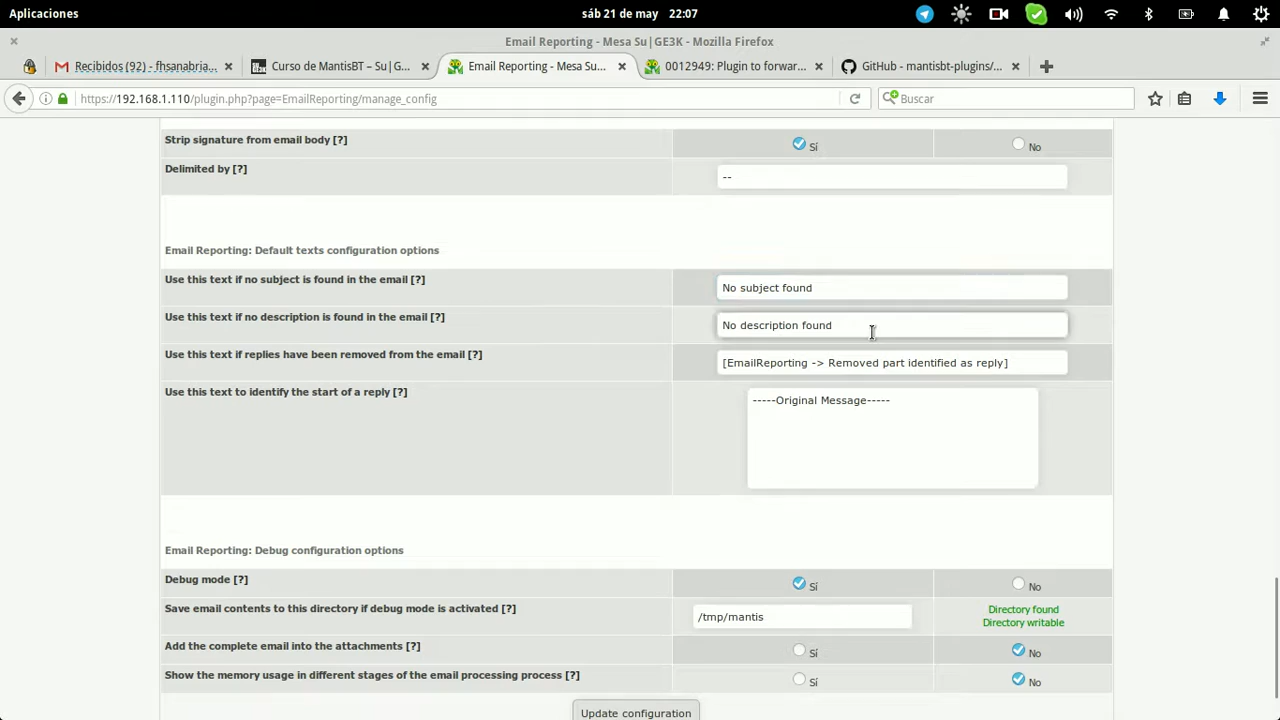 Aplicaciones
sáb 21 de may 22:07
Email Reporting - Mesa Su|GE3K - Mozilla Firefox
Recibidos (92) - fhsanabria...
Curso de MantisBT – Su|G...
Email Reporting - Mesa Su...
0012949: Plugin to forwar...
GitHub - mantisbt-plugins/...
https://192.168.1.110/plugin.php?page=EmailReporting/manage_config
Buscar
Strip signature from email body [?]
Sí
No
Delimited by [?]
--
Email Reporting: Default texts configuration options
Use this text if no subject is found in the email [?]
No subject found
Use this text if no description is found in the email [?]
No description found
Use this text if replies have been removed from the email [?]
[EmailReporting -> Removed part identified as reply]
Use this text to identify the start of a reply [?]
-----Original Message-----
Email Reporting: Debug configuration options
Debug mode [?]
Sí
No
Save email contents to this directory if debug mode is activated [?]
/tmp/mantis
Directory found
Directory writable
Add the complete email into the attachments [?]
Sí
No
Show the memory usage in different stages of the email processing process [?]
Sí
No
Update configuration